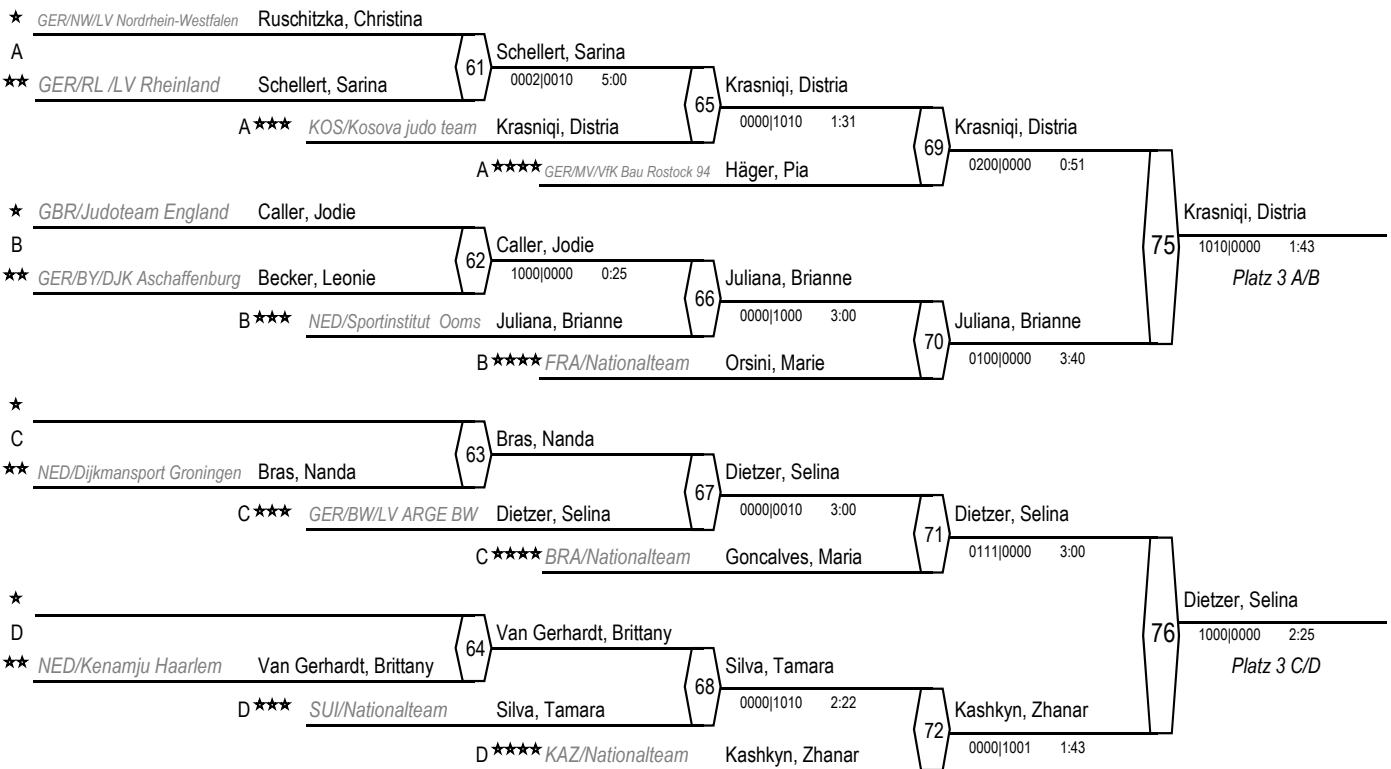 ★ GER/NW/LV Nordrhein-Westfalen Ruschitzka, Christina
A
61
Schellert, Sarina
0002|0010 5:00
★★ GER/RL /LV Rheinland Schellert, Sarina
65
Krasniqi, Distria
0000|1010 1:31
A ★★★ KOS/Kosova judo team Krasniqi, Distria
69
Krasniqi, Distria
0200|0000 0:51
A ★★★★ GER/MV/VfK Bau Rostock 94 Häger, Pia
★ GBR/Judoteam England Caller, Jodie
75
Krasniqi, Distria
1010|0000 1:43
Platz 3 A/B
B
62
Caller, Jodie
1000|0000 0:25
★★ GER/BY/DJK Aschaffenburg Becker, Leonie
66
Juliana, Brianne
0000|1000 3:00
B ★★★ NED/Sportinstitut Ooms Juliana, Brianne
70
Juliana, Brianne
0100|0000 3:40
B ★★★★ FRA/Nationalteam Orsini, Marie
★
C
63
Bras, Nanda
★★ NED/Dijkmansport Groningen Bras, Nanda
67
Dietzer, Selina
0000|0010 3:00
C ★★★ GER/BW/LV ARGE BW Dietzer, Selina
71
Dietzer, Selina
0111|0000 3:00
C ★★★★ BRA/Nationalteam Goncalves, Maria
★
76
Dietzer, Selina
1000|0000 2:25
Platz 3 C/D
D
64
Van Gerhardt, Brittany
★★ NED/Kenamju Haarlem Van Gerhardt, Brittany
68
Silva, Tamara
0000|1010 2:22
D ★★★ SUI/Nationalteam Silva, Tamara
72
Kashkyn, Zhanar
0000|1001 1:43
D ★★★★ KAZ/Nationalteam Kashkyn, Zhanar